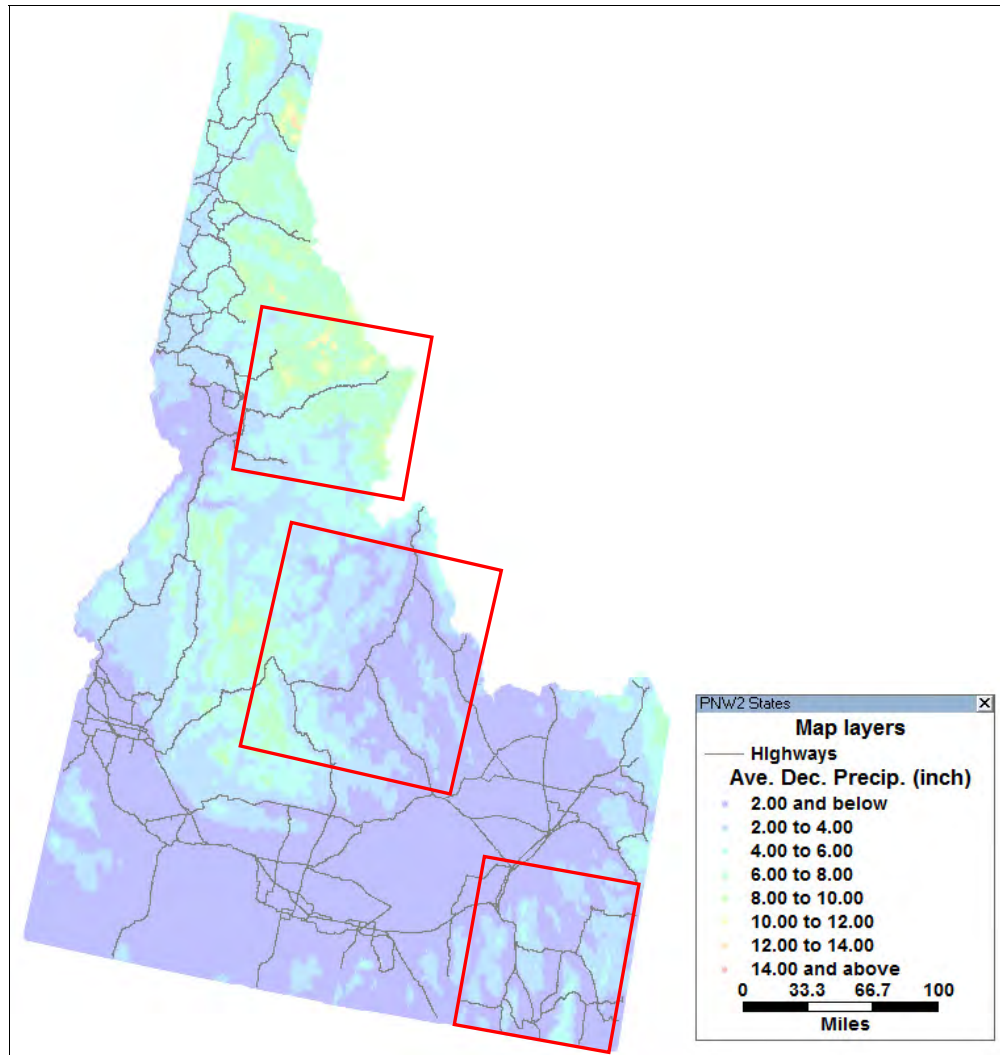 PNW2 States
Map layers
Highways
Ave. Dec. Precip. (inch)
2.00 and below
2.00 to 4.00
4.00 to 6.00
6.00 to 8.00
8.00 to 10.00
10.00 to 12.00
12.00 to 14.00
14.00 and above
0 33.3 66.7 100
Miles